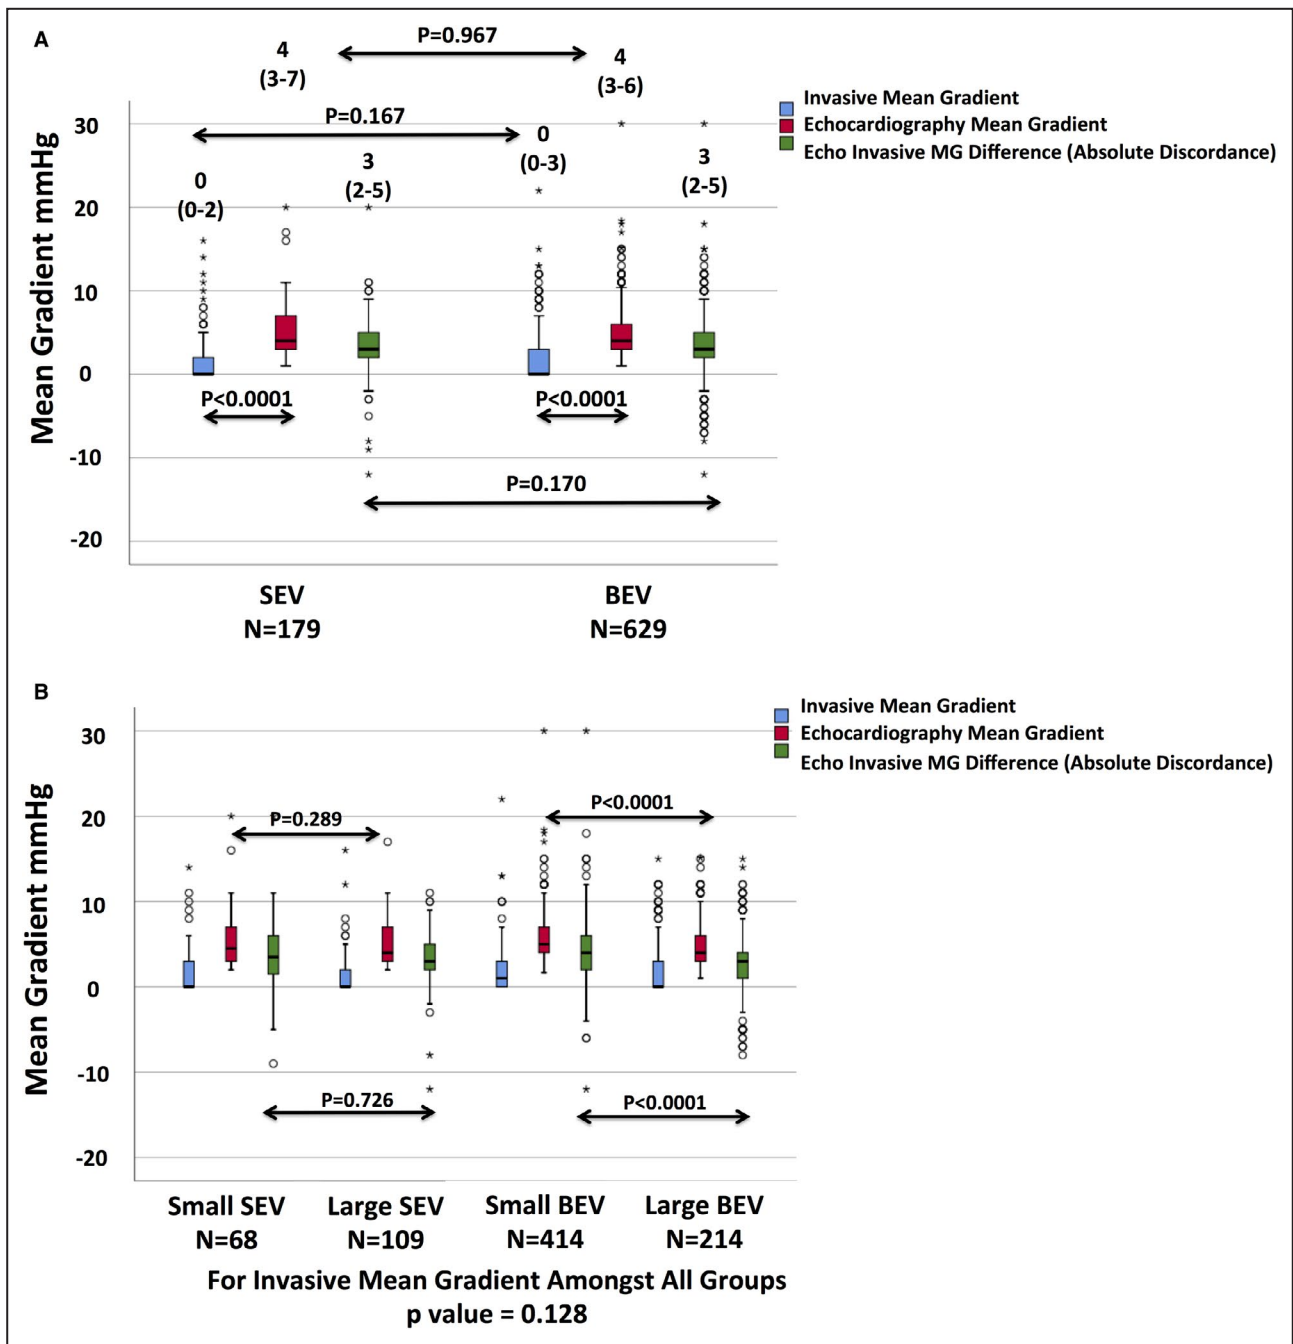 A
P=0.967
4
(3-7)
4
(3-6)
Invasive Mean Gradient
Echocardiography Mean Gradient
Echo Invasive MG Difference (Absolute Discordance)
P=0.167
0
(0-3)
3
(2-5)
3
(2-5)
0
(0-2)
Mean Gradient mmHg
30
20
10
0
-10
-20
P<0.0001
P<0.0001
P=0.170
SEV
N=179
BEV
N=629
B
Invasive Mean Gradient
Echocardiography Mean Gradient
Echo Invasive MG Difference (Absolute Discordance)
Mean Gradient mmHg
30
20
10
0
-10
-20
P=0.289
P<0.0001
P=0.726
P<0.0001
Small SEV
N=68
Large SEV
N=109
Small BEV
N=414
Large BEV
N=214
For Invasive Mean Gradient Amongst All Groups
p value = 0.128